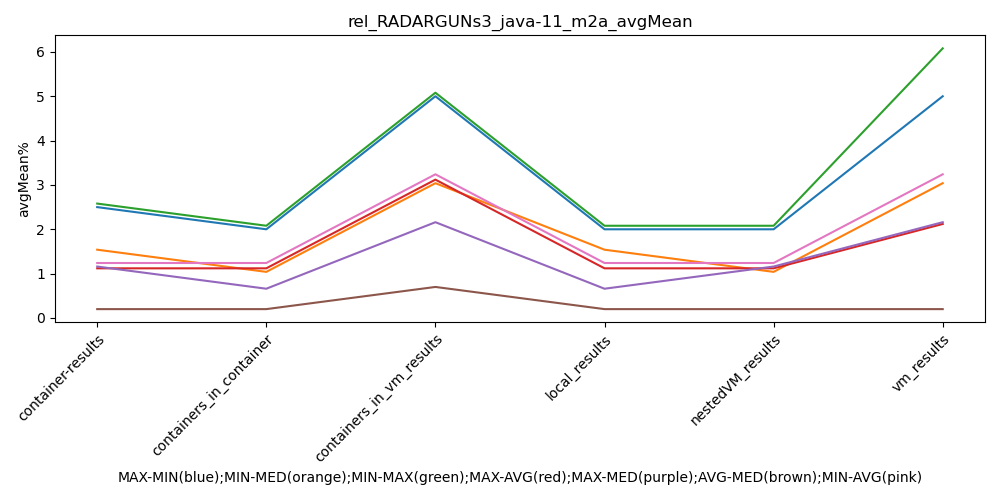 rel_RADARGUNs3_java-11_m2a_avgMean
avgMean%
6
5
4
3
2
1
0
container-results
containers_in_container
containers_in_vm_results
local_results
nestedVM_results
vm_results
MAX-MIN(blue);MIN-MED(orange);MIN-MAX(green);MAX-AVG(red);MAX-MED(purple);AVG-MED(brown);MIN-AVG(pink)